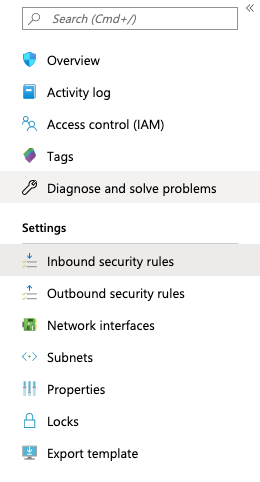 Search (Cmd+/)
«
Overview
Activity log
Access control (IAM)
Tags
Diagnose and solve problems
Settings
Inbound security rules
Outbound security rules
Network interfaces
Subnets
Properties
Locks
Export template